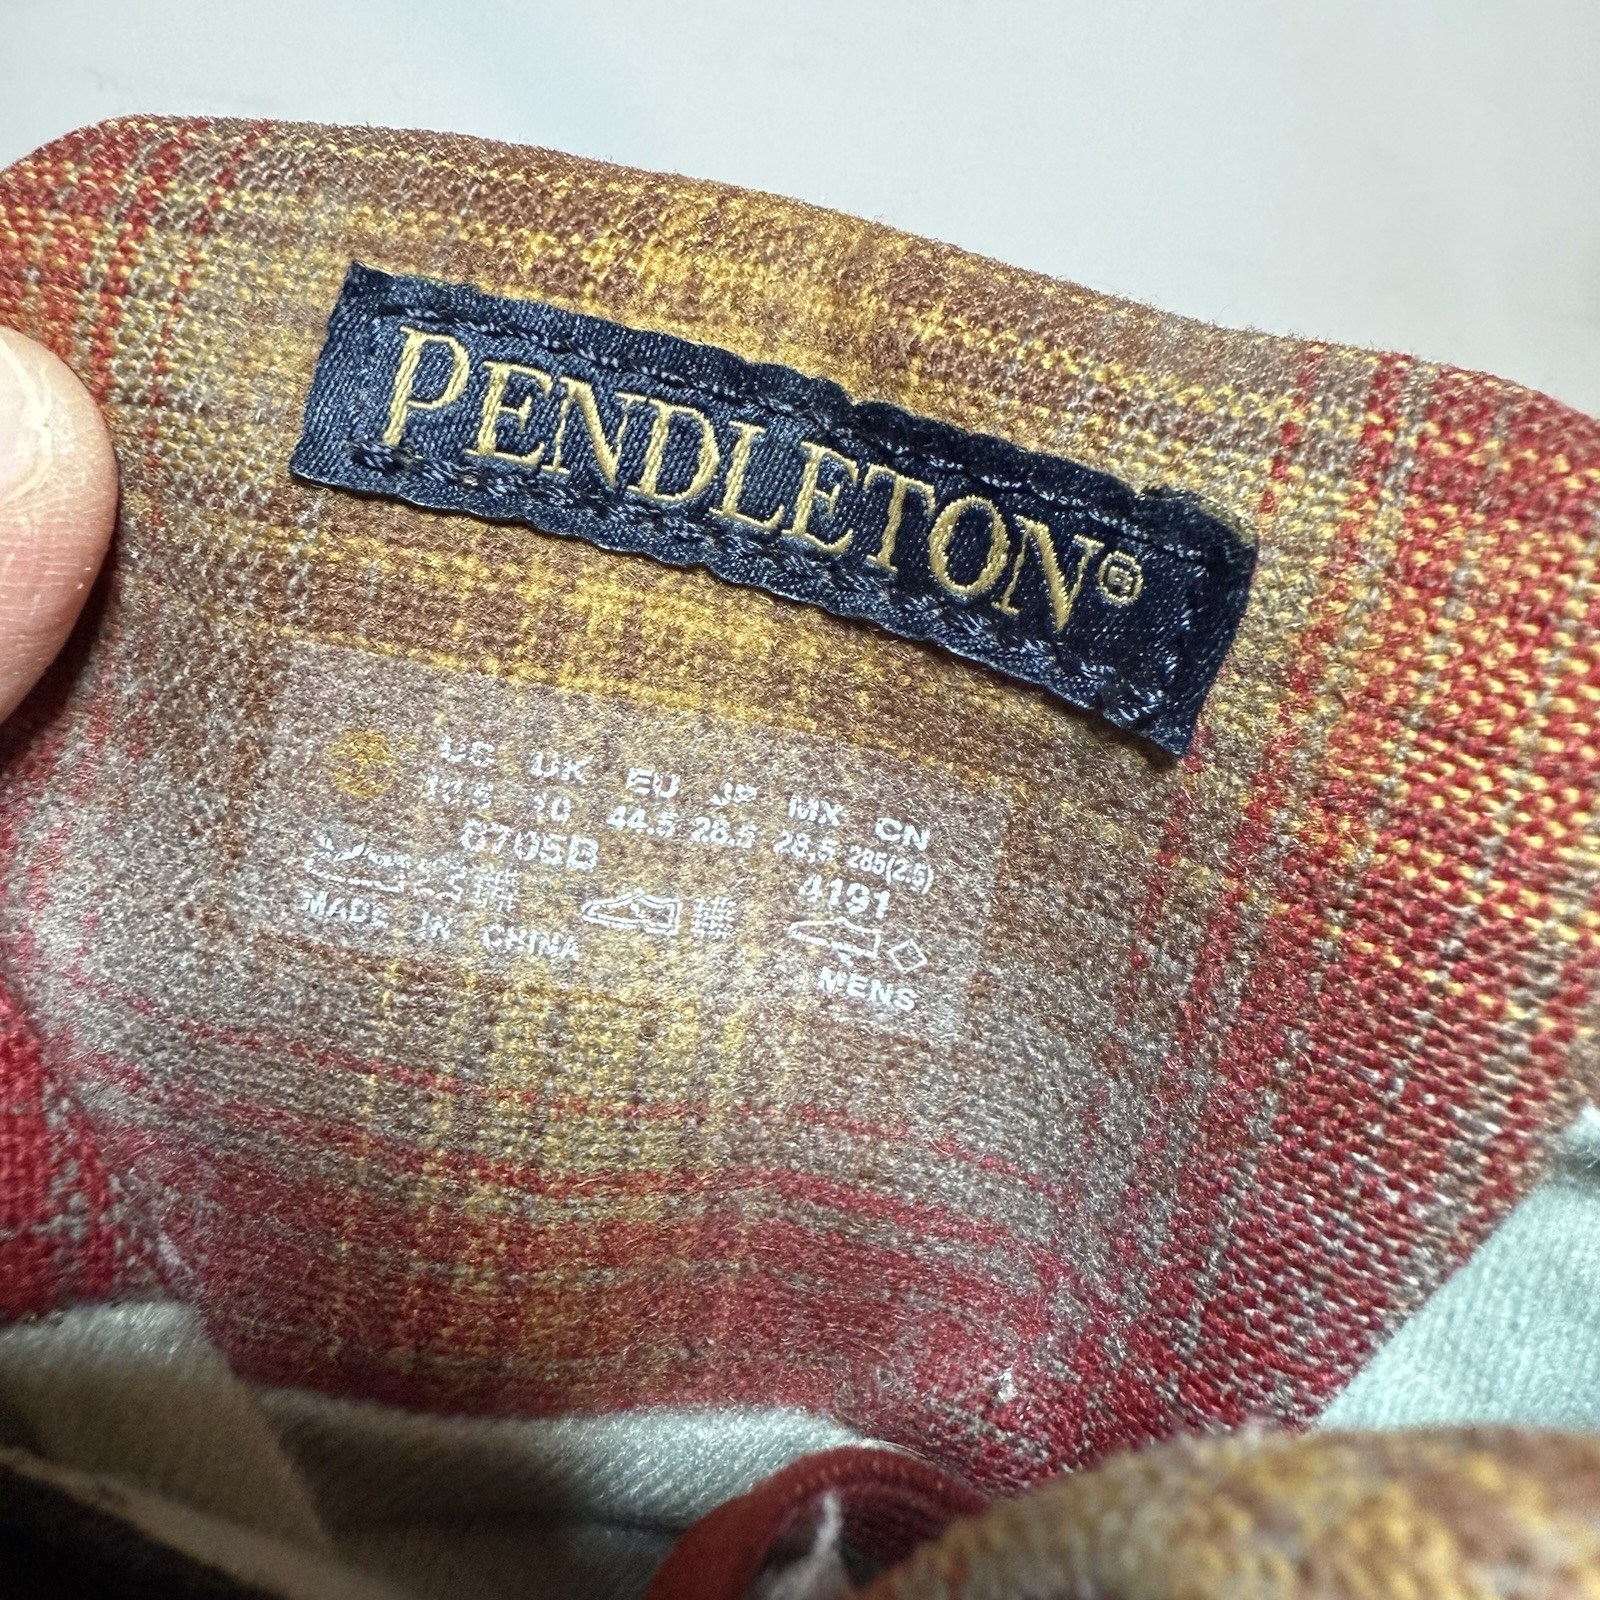 PENDLETON®
US UK EU JP MX CN
10.5 10 44.5 28.5 28.5 285(2.5)
6705B 4191
MADE IN CHINA MENS